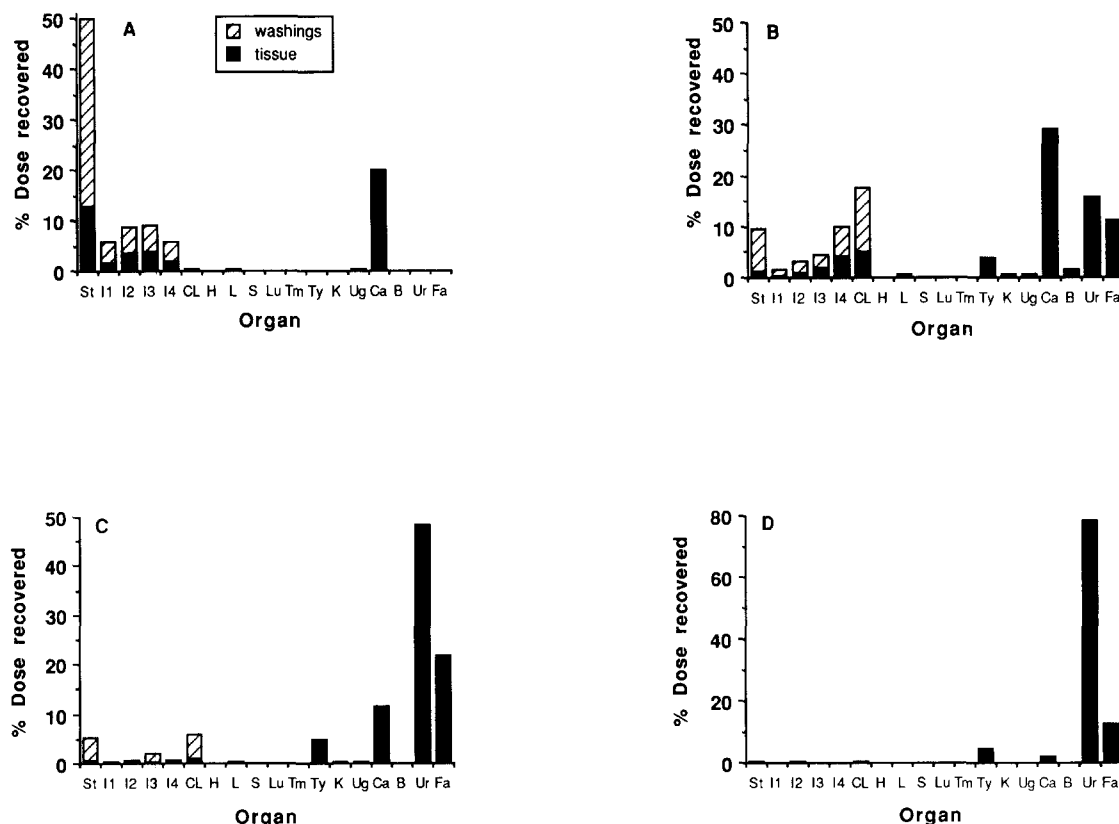 A
washings
tissue
% Dose recovered
50
40
30
20
10
0
St I1 I2 I3 I4 CL H L S Lu Tm Ty K Ug Ca B Ur Fa
Organ
B
% Dose recovered
50
40
30
20
10
0
St I1 I2 I3 I4 CL H L S Lu Tm Ty K Ug Ca B Ur Fa
Organ
C
% Dose recovered
50
40
30
20
10
0
St I1 I2 I3 I4 CL H L S Lu Tm Ty K Ug Ca B Ur Fa
Organ
D
% Dose recovered
80
60
40
20
0
St I1 I2 I3 I4 CL H L S Lu Tm Ty K Ug Ca B Ur Fa
Organ